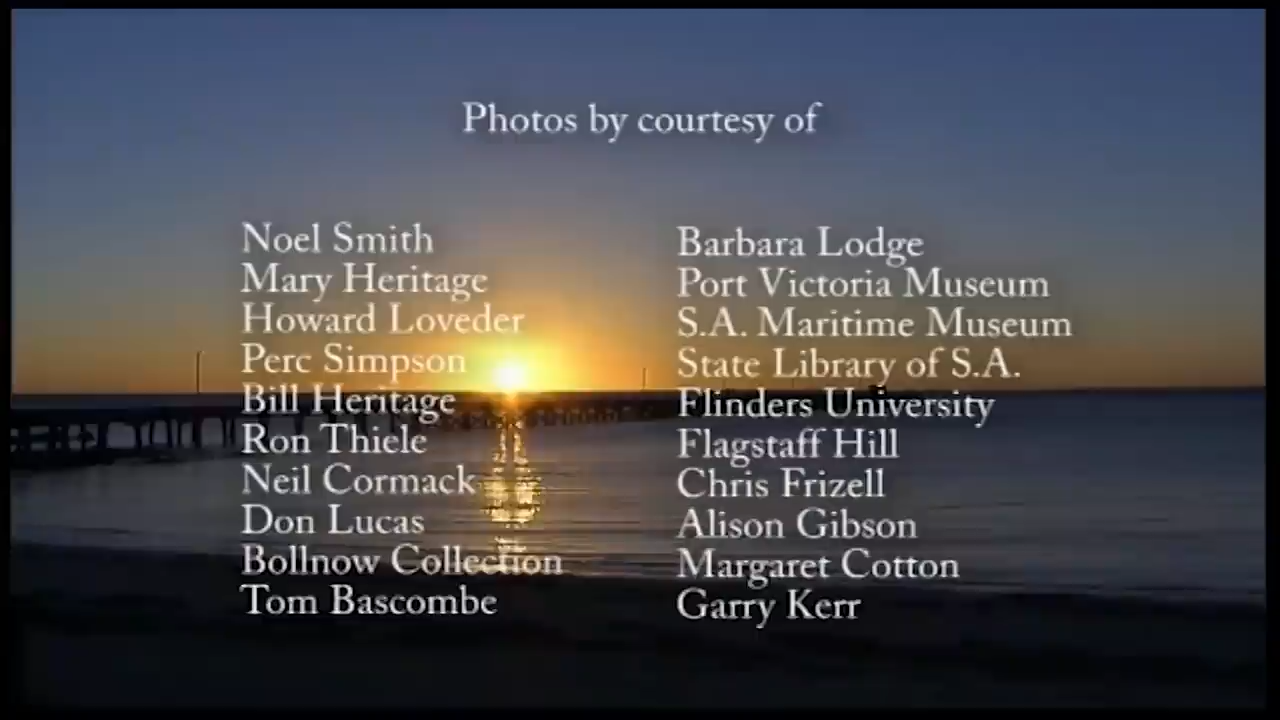 Photos by courtesy of
Noel Smith
Mary Heritage
Howard Loveder
Perc Simpson
Bill Heritage
Ron Thiele
Neil Cormack
Don Lucas
Bollnow Collection
Tom Bascombe
Barbara Lodge
Port Victoria Museum
S.A. Maritime Museum
State Library of S.A.
Flinders University
Flagstaff Hill
Chris Frizell
Alison Gibson
Margaret Cotton
Garry Kerr